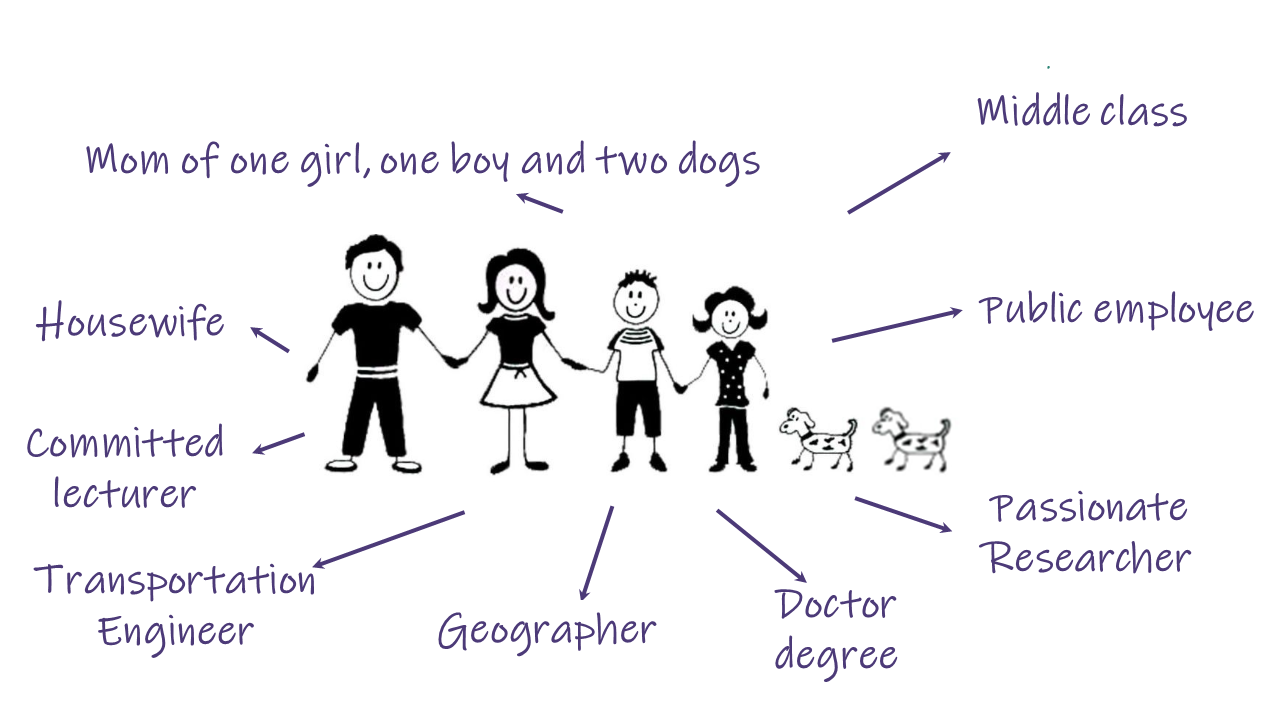 Middle class
Mom of one girl, one boy and two dogs
Housewife
Public employee
Committed
lecturer
Passionate
Researcher
Transportation
Engineer
Geographer
Doctor
degree